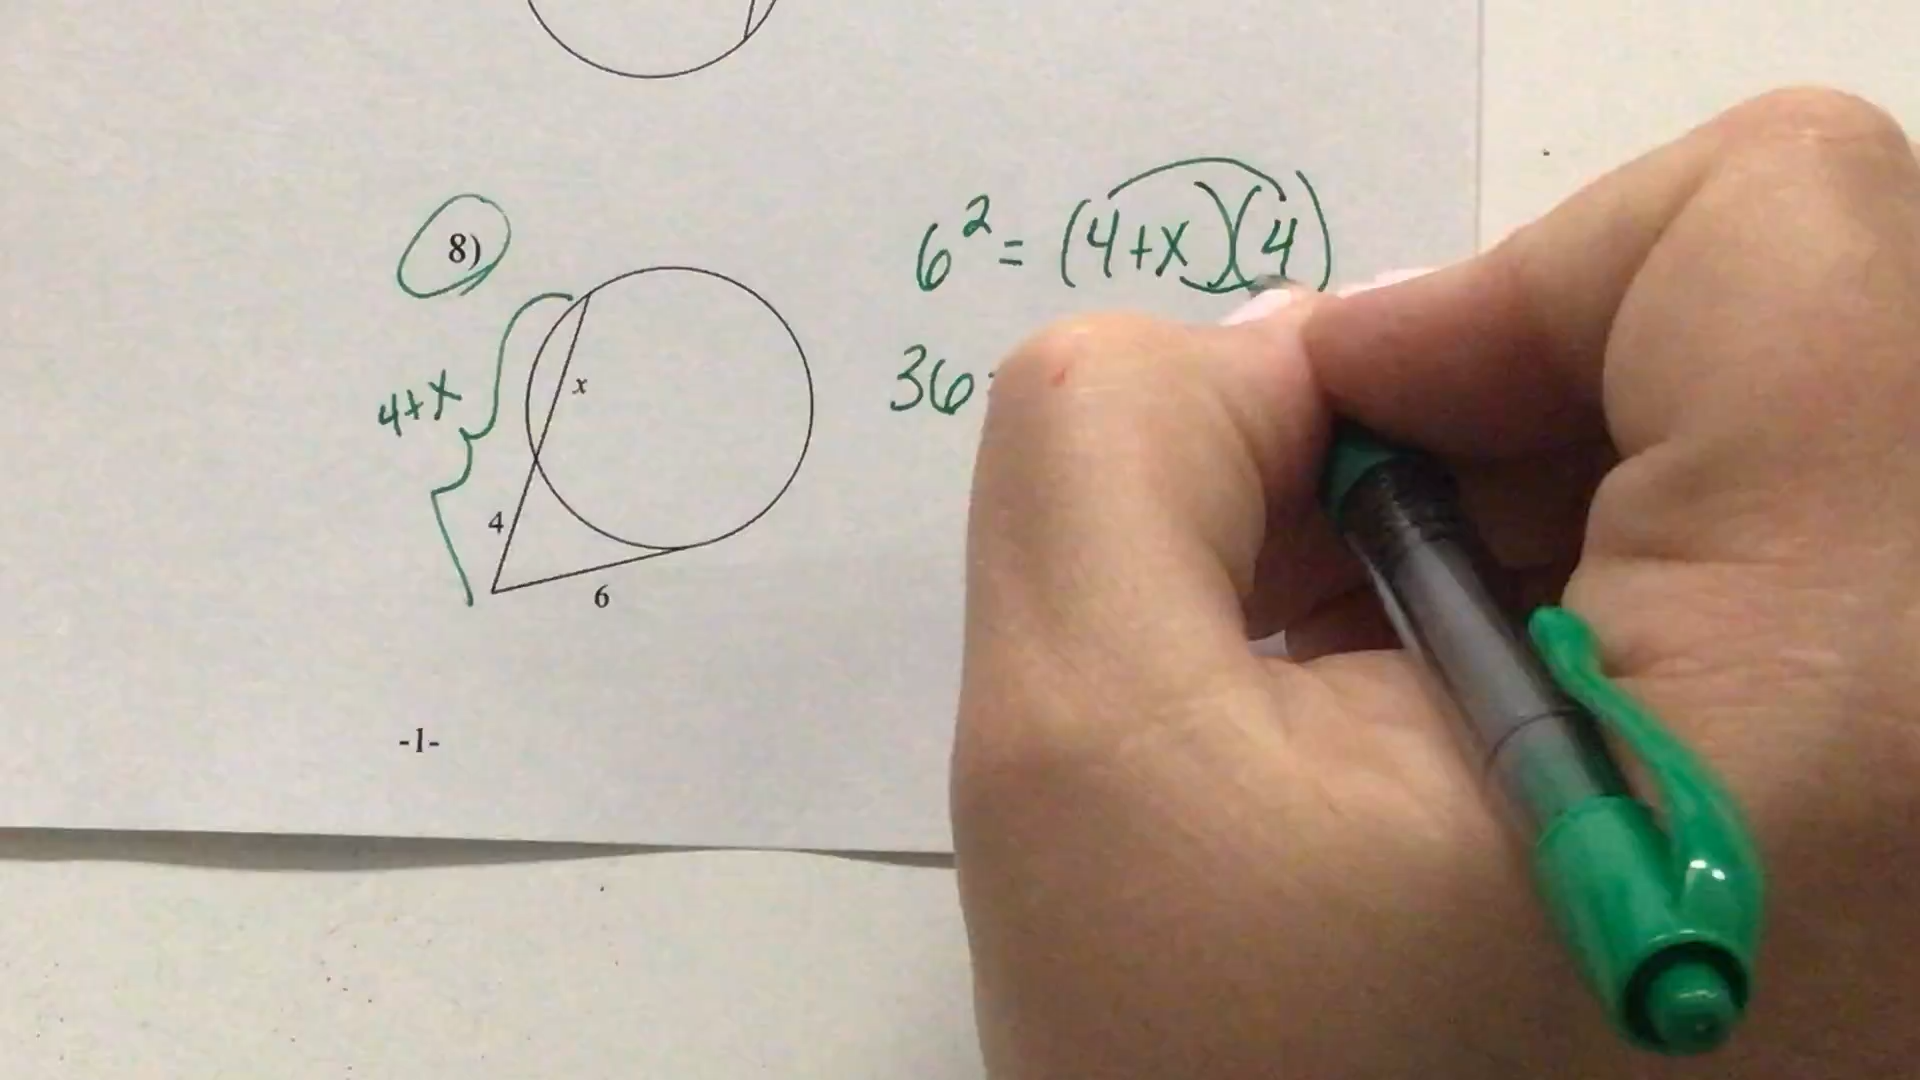 8)
6² = (4+x)(4)
x
4+x
36
4
6
-1-